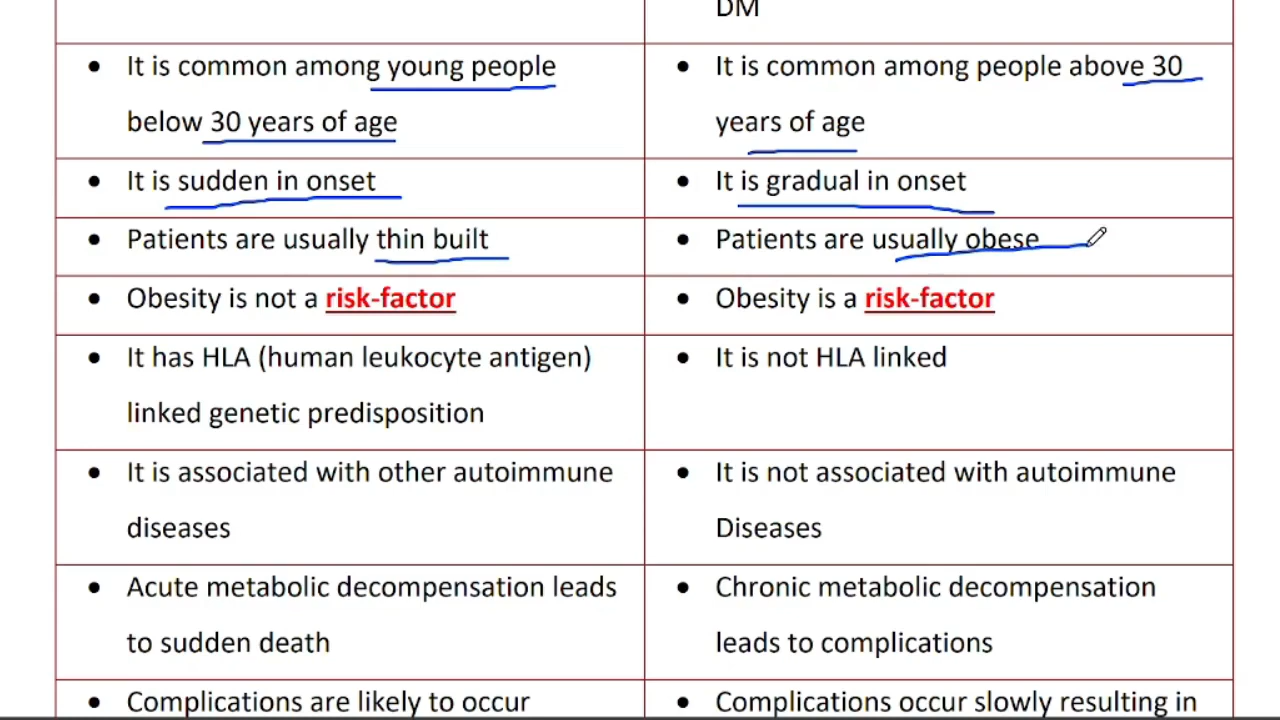 DM
• It is common among young people
below 30 years of age
• It is common among people above 30
years of age
• It is sudden in onset
• It is gradual in onset
• Patients are usually thin built
• Patients are usually obese
• Obesity is not a risk-factor
• Obesity is a risk-factor
• It has HLA (human leukocyte antigen)
linked genetic predisposition
• It is not HLA linked
• It is associated with other autoimmune
diseases
• It is not associated with autoimmune
Diseases
• Acute metabolic decompensation leads
to sudden death
• Chronic metabolic decompensation
leads to complications
• Complications are likely to occur
• Complications occur slowly resulting in